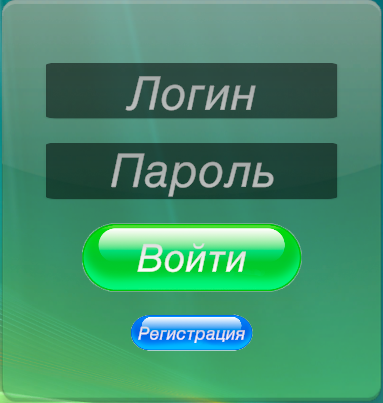 Логин
Пароль
Войти
Регистрация